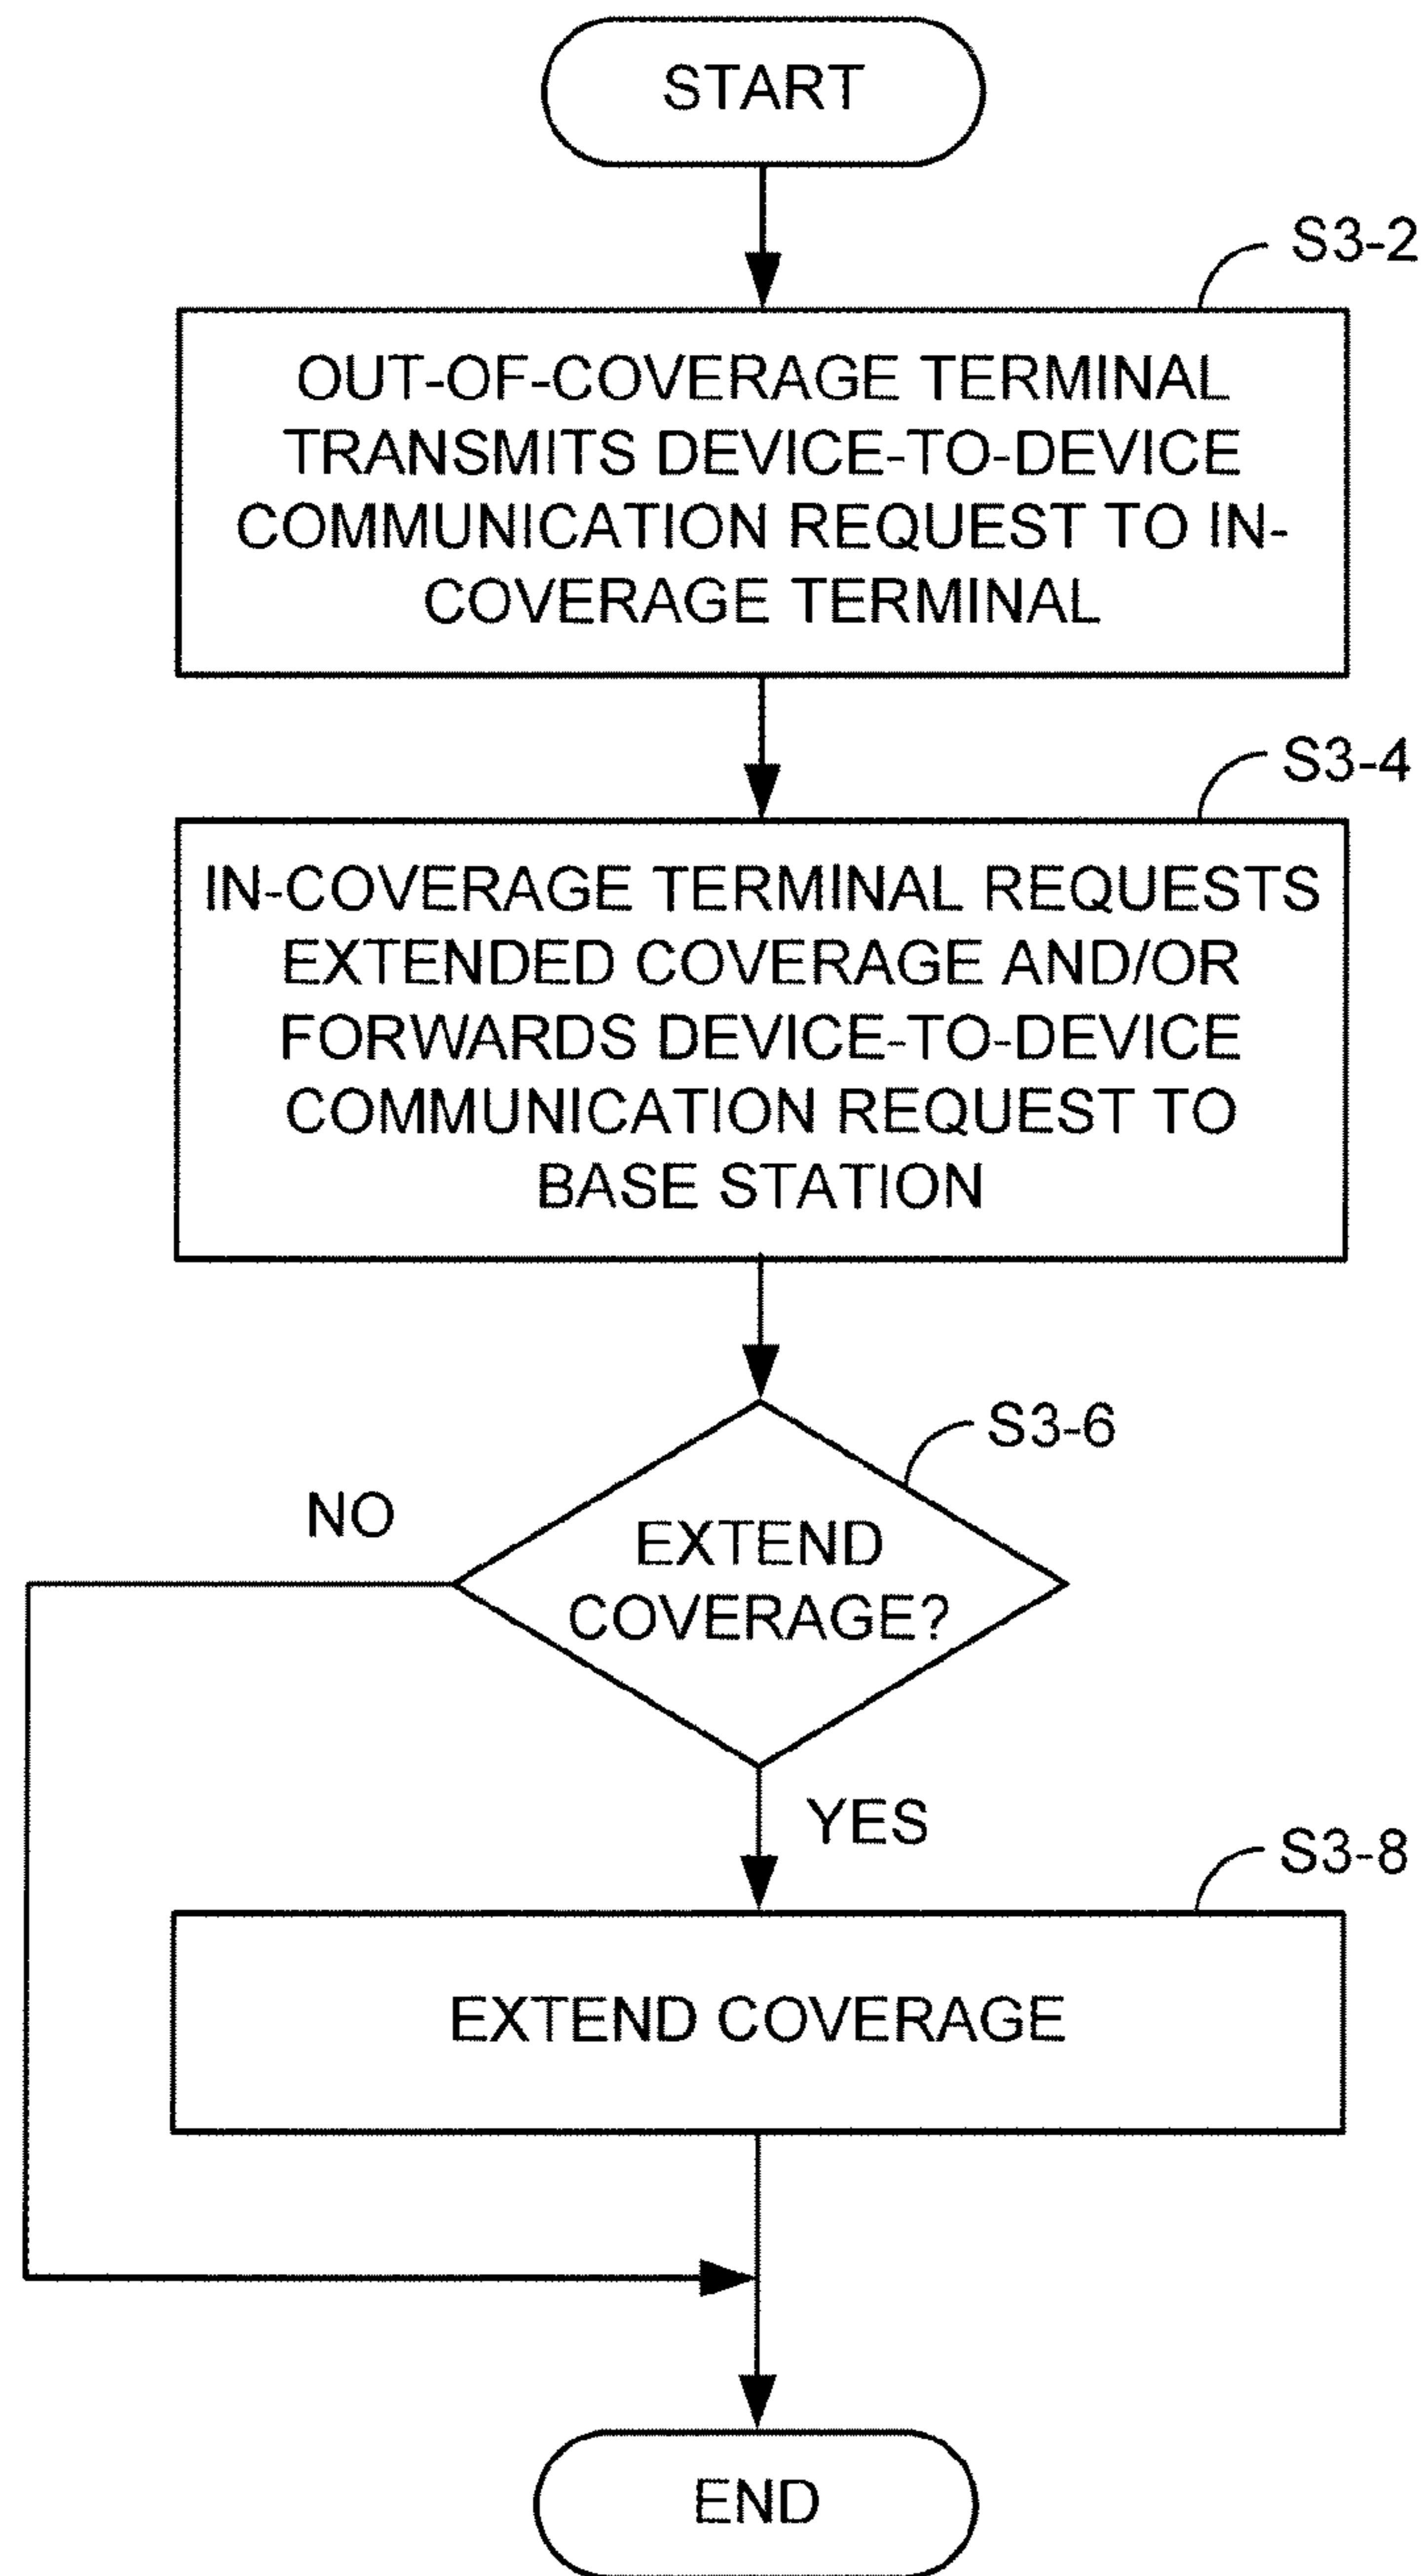 START
S3-2
OUT-OF-COVERAGE TERMINAL
TRANSMITS DEVICE-TO-DEVICE
COMMUNICATION REQUEST TO IN-
COVERAGE TERMINAL
S3-4
IN-COVERAGE TERMINAL REQUESTS
EXTENDED COVERAGE AND/OR
FORWARDS DEVICE-TO-DEVICE
COMMUNICATION REQUEST TO
BASE STATION
S3-6
NO
EXTEND
COVERAGE?
YES
S3-8
EXTEND COVERAGE
END